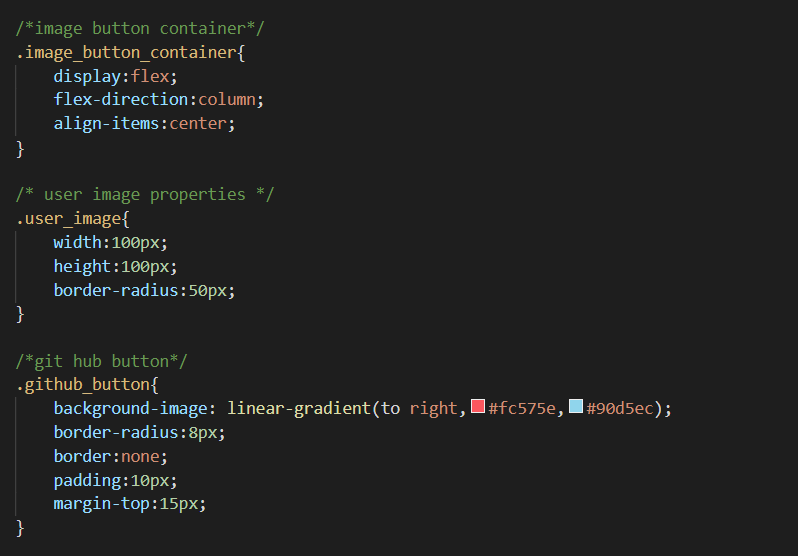 /*image button container*/
.image_button_container{
    display:flex;
    flex-direction:column;
    align-items:center;
}

/* user image properties */
.user_image{
    width:100px;
    height:100px;
    border-radius:50px;
}

/*git hub button*/
.github_button{
    background-image: linear-gradient(to right,#fc575e,#90d5ec);
    border-radius:8px;
    border:none;
    padding:10px;
    margin-top:15px;
}